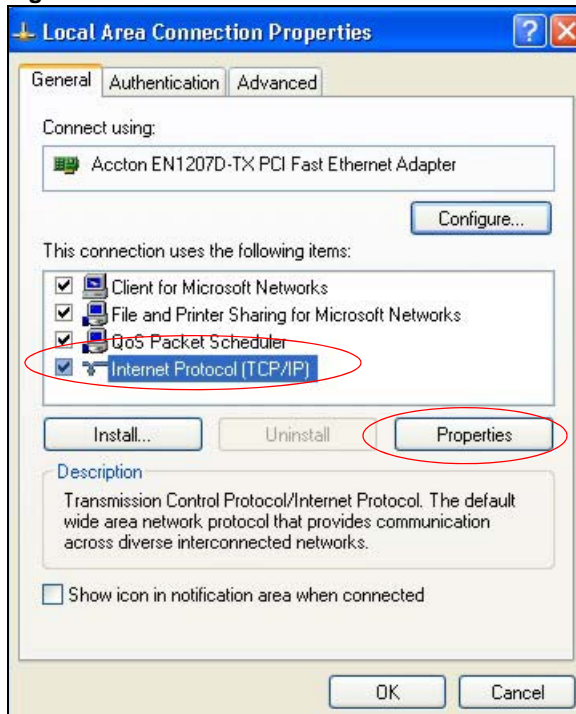 Local Area Connection Properties
General Authentication Advanced
Connect using:
Accton EN1207D-TX PCI Fast Ethernet Adapter
Configure...
This connection uses the following items:
Client for Microsoft Networks
File and Printer Sharing for Microsoft Networks
QoS Packet Scheduler
Internet Protocol (TCP/IP)
Install... Uninstall Properties
Description
Transmission Control Protocol/Internet Protocol. The default
wide area network protocol that provides communication
across diverse interconnected networks.
Show icon in notification area when connected
OK Cancel